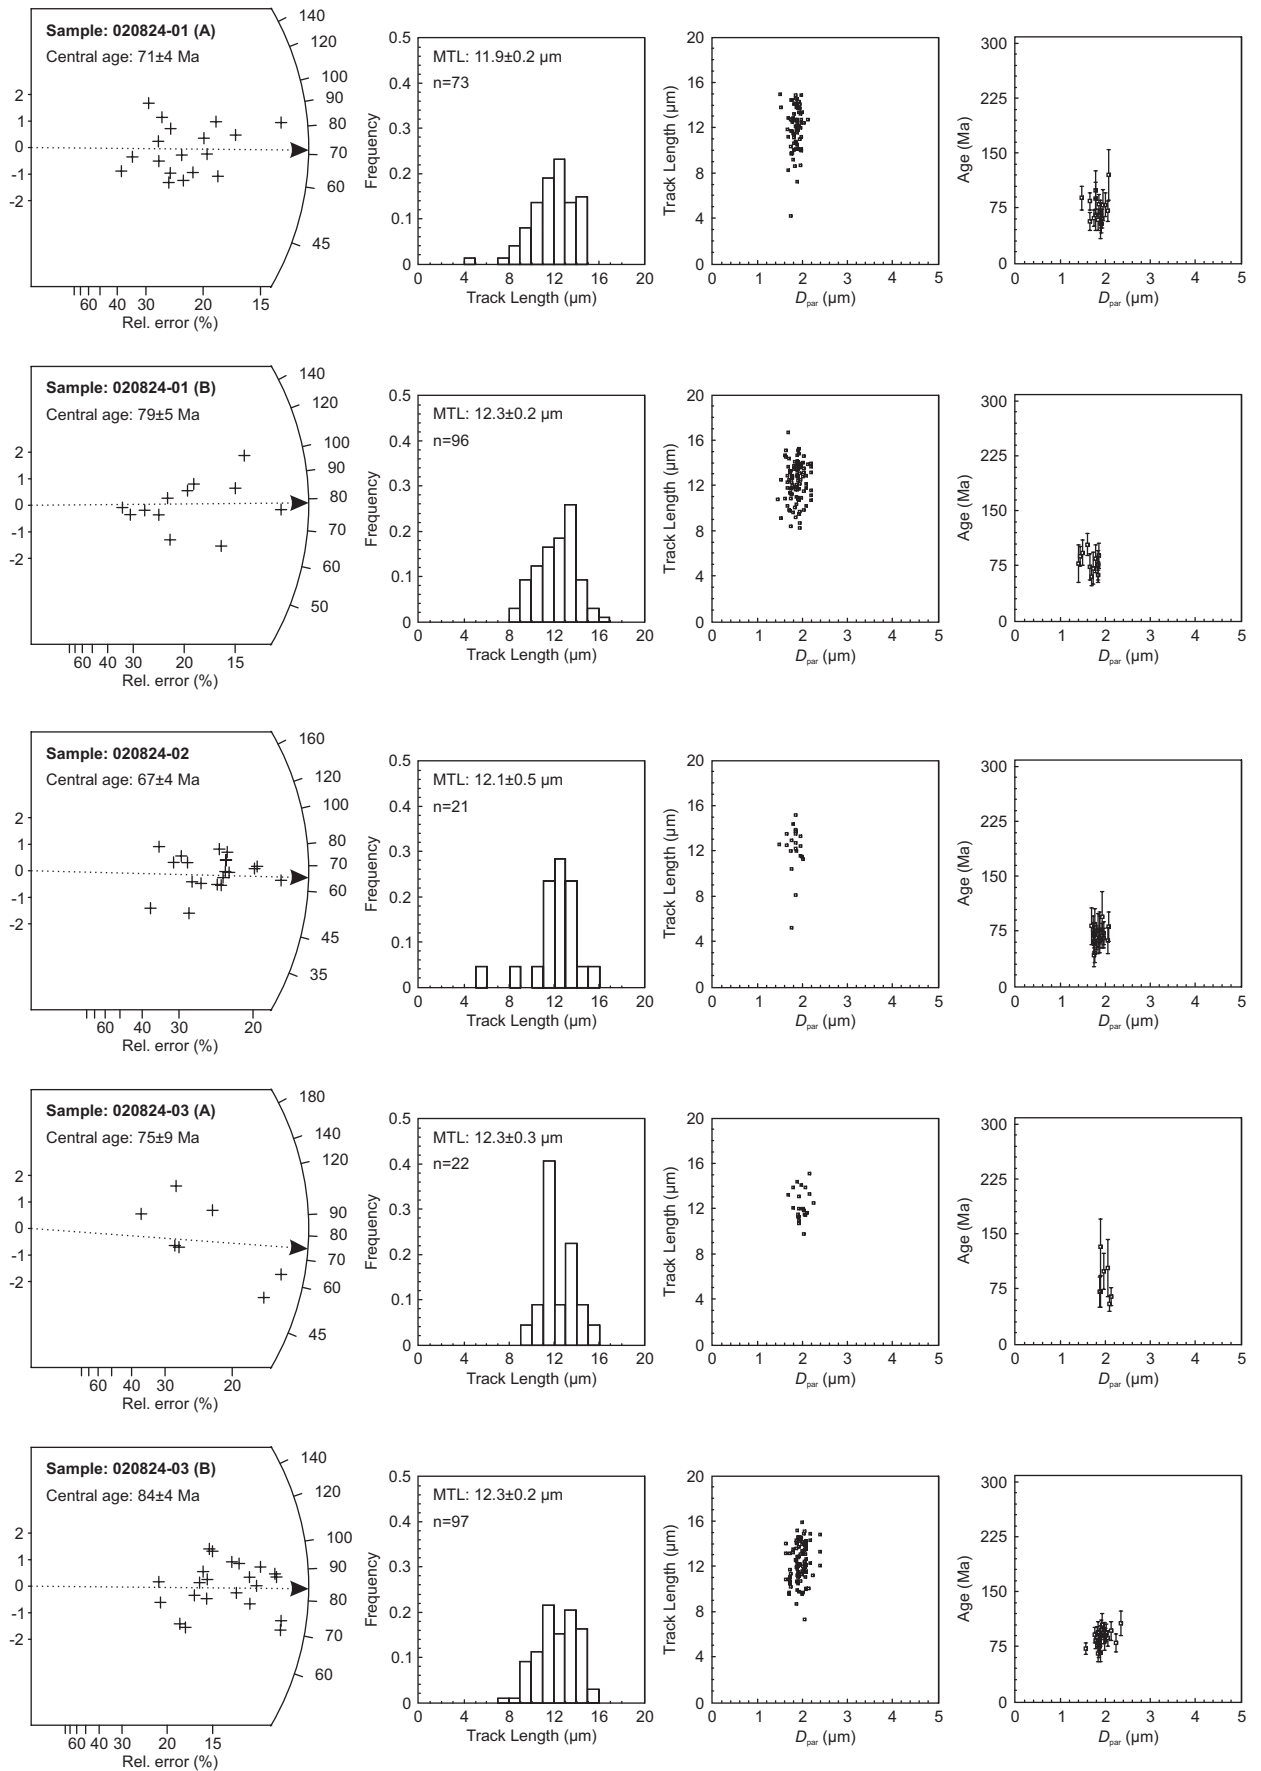 Sample: 020824-01 (A)
Central age: 71±4 Ma
140
120
100
90
80
70
60
45
2
1
0
-1
-2
60 40 30 20 15
Rel. error (%)
MTL: 11.9±0.2 µm
n=73
Frequency
0.5
0.4
0.3
0.2
0.1
0
0 4 8 12 16 20
Track Length (µm)
Track Length (µm)
20
16
12
8
4
0
0 1 2 3 4 5
Dpar (µm)
Age (Ma)
300
225
150
75
0
0 1 2 3 4 5
Dpar (µm)
Sample: 020824-01 (B)
Central age: 79±5 Ma
140
120
100
90
80
70
60
50
2
1
0
-1
-2
60 40 30 20 15
Rel. error (%)
MTL: 12.3±0.2 µm
n=96
Frequency
0.5
0.4
0.3
0.2
0.1
0
0 4 8 12 16 20
Track Length (µm)
Track Length (µm)
20
16
12
8
4
0
0 1 2 3 4 5
Dpar (µm)
Age (Ma)
300
225
150
75
0
0 1 2 3 4 5
Dpar (µm)
Sample: 020824-02
Central age: 67±4 Ma
160
120
100
80
70
60
45
35
2
1
0
-1
-2
60 40 30 20
Rel. error (%)
MTL: 12.1±0.5 µm
n=21
Frequency
0.5
0.4
0.3
0.2
0.1
0
0 4 8 12 16 20
Track Length (µm)
Track Length (µm)
20
16
12
8
4
0
0 1 2 3 4 5
Dpar (µm)
Age (Ma)
300
225
150
75
0
0 1 2 3 4 5
Dpar (µm)
Sample: 020824-03 (A)
Central age: 75±9 Ma
180
140
120
90
80
70
60
45
2
1
0
-1
-2
60 40 30 20
Rel. error (%)
MTL: 12.3±0.3 µm
n=22
Frequency
0.5
0.4
0.3
0.2
0.1
0
0 4 8 12 16 20
Track Length (µm)
Track Length (µm)
20
16
12
8
4
0
0 1 2 3 4 5
Dpar (µm)
Age (Ma)
300
225
150
75
0
0 1 2 3 4 5
Dpar (µm)
Sample: 020824-03 (B)
Central age: 84±4 Ma
140
120
100
90
80
70
60
2
1
0
-1
-2
60 40 30 20 15
Rel. error (%)
MTL: 12.3±0.2 µm
n=97
Frequency
0.5
0.4
0.3
0.2
0.1
0
0 4 8 12 16 20
Track Length (µm)
Track Length (µm)
20
16
12
8
4
0
0 1 2 3 4 5
Dpar (µm)
Age (Ma)
300
225
150
75
0
0 1 2 3 4 5
Dpar (µm)